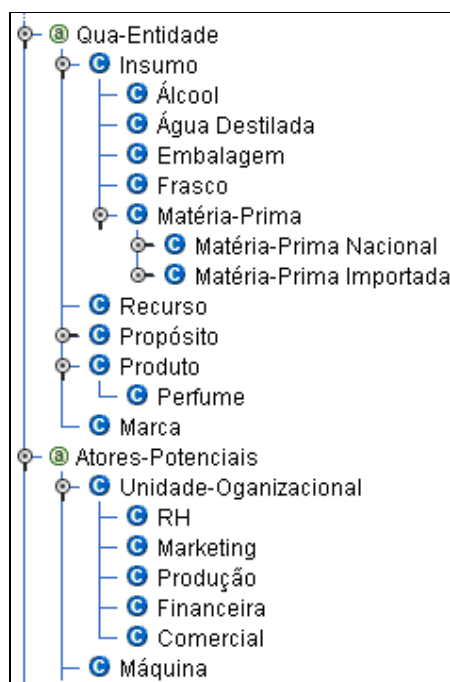 Qua-Entidade
Insumo
Álcool
Água Destilada
Embalagem
Frasco
Matéria-Prima
Matéria-Prima Nacional
Matéria-Prima Importada
Recurso
Propósito
Produto
Perfume
Marca
Atores-Potenciais
Unidade-Oganizacional
RH
Marketing
Produção
Financeira
Comercial
Máquina